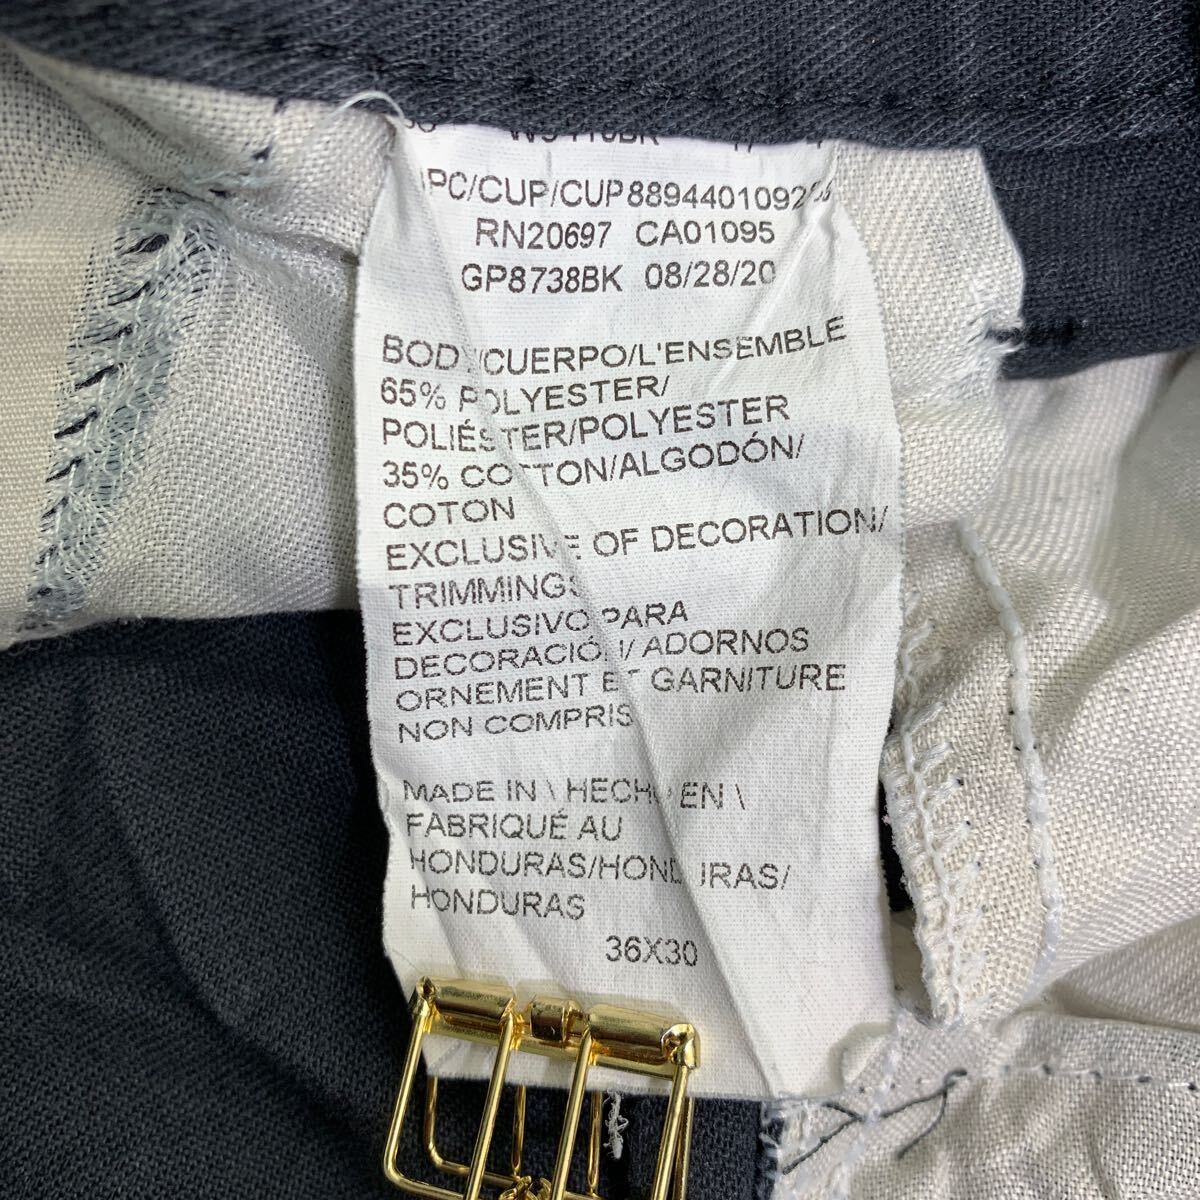 CUP/CUP
RN20697 CA01095
GP8738BK 08/28/20
BODY/CUERPO/L'ENSEMBLE
65% POLYESTER/
POLIÉSTER/POLYESTER
35% COTTON/ALGODÓN/
COTON
EXCLUSIVE OF DECORATION/
TRIMMINGS
EXCLUSIVO PARA
DECORACIÓN/ ADORNOS
ORNEMENT ET GARNITURE
NON COMPRIS
MADE IN \ HECHO EN \
FABRIQUÉ AU
HONDURAS/HONDURAS/
HONDURAS
36X30